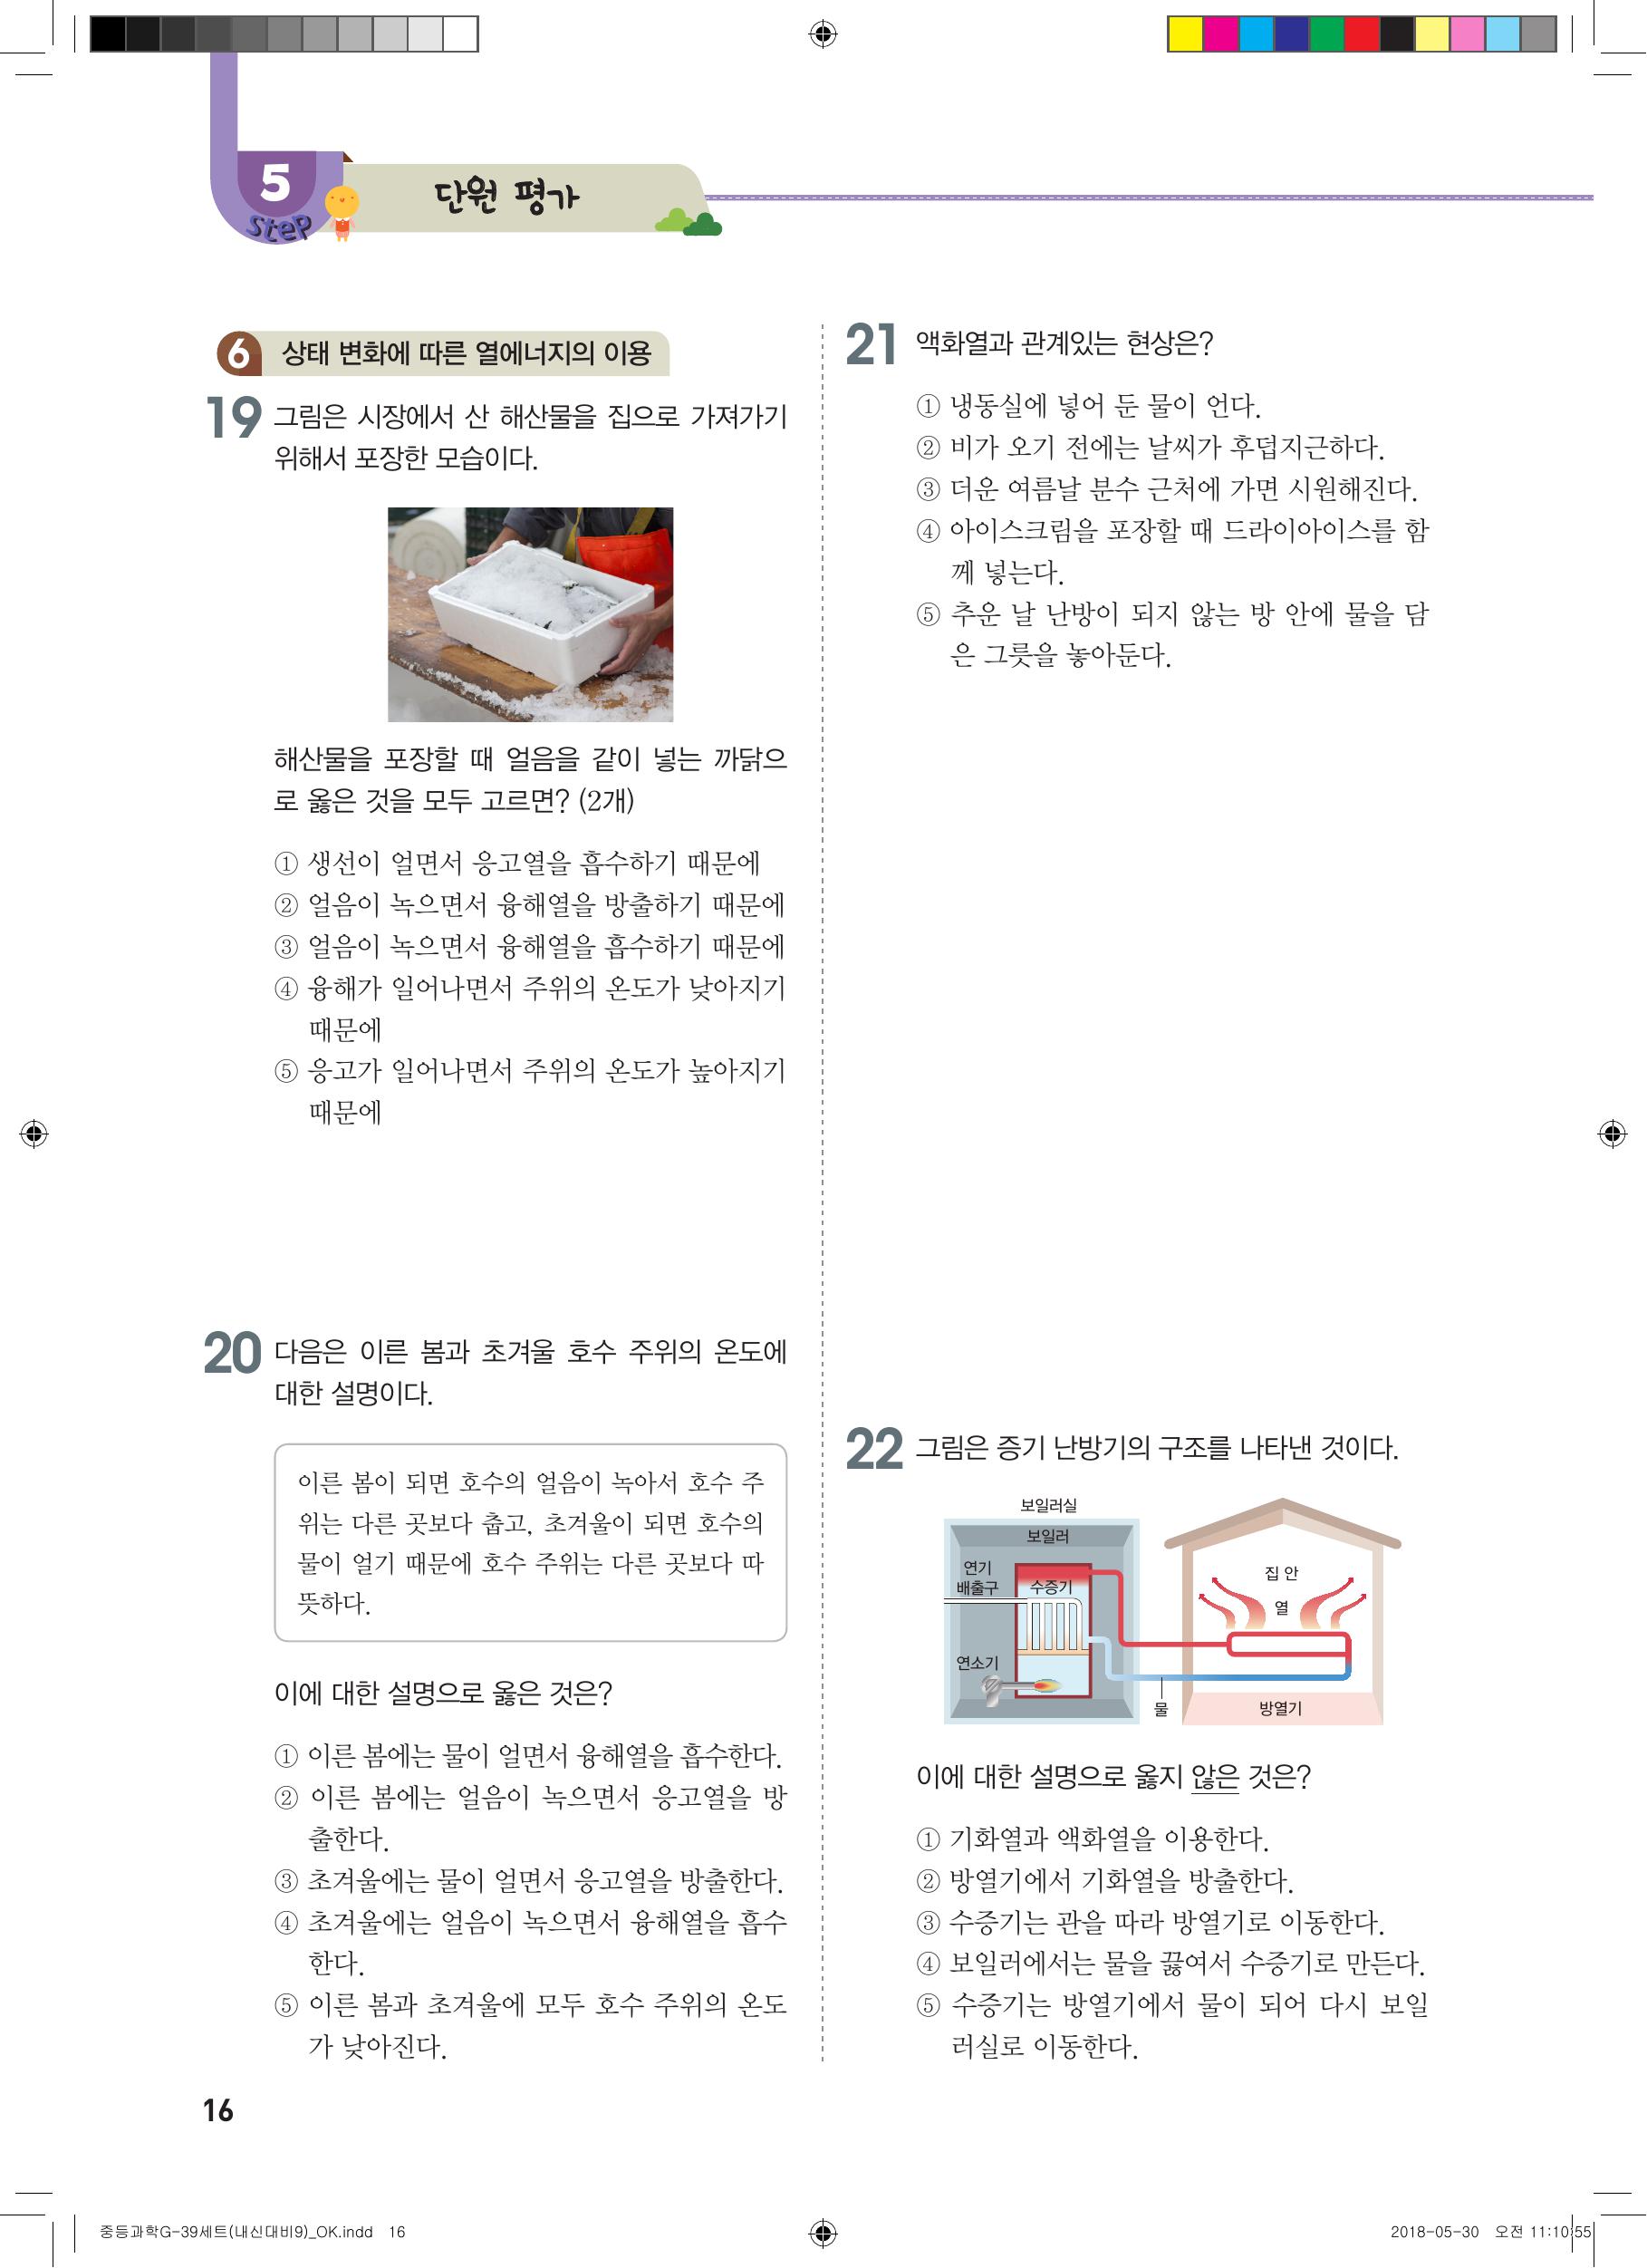 5
step
단원 평가
6 상태 변화에 따른 열에너지의 이용
19 그림은 시장에서 산 해산물을 집으로 가져가기
위해서 포장한 모습이다.
해산물을 포장할 때 얼음을 같이 넣는 까닭으
로 옳은 것을 모두 고르면? (2개)
① 생선이 얼면서 응고열을 흡수하기 때문에
② 얼음이 녹으면서 융해열을 방출하기 때문에
③ 얼음이 녹으면서 융해열을 흡수하기 때문에
④ 융해가 일어나면서 주위의 온도가 낮아지기
때문에
⑤ 응고가 일어나면서 주위의 온도가 높아지기
때문에
20 다음은 이른 봄과 초겨울 호수 주위의 온도에
대한 설명이다.
이른 봄이 되면 호수의 얼음이 녹아서 호수 주
위는 다른 곳보다 춥고, 초겨울이 되면 호수의
물이 얼기 때문에 호수 주위는 다른 곳보다 따
뜻하다.
이에 대한 설명으로 옳은 것은?
① 이른 봄에는 물이 얼면서 융해열을 흡수한다.
② 이른 봄에는 얼음이 녹으면서 응고열을 방
출한다.
③ 초겨울에는 물이 얼면서 응고열을 방출한다.
④ 초겨울에는 얼음이 녹으면서 융해열을 흡수
한다.
⑤ 이른 봄과 초겨울에 모두 호수 주위의 온도
가 낮아진다.
21 액화열과 관계있는 현상은?
① 냉동실에 넣어 둔 물이 언다.
② 비가 오기 전에는 날씨가 후덥지근하다.
③ 더운 여름날 분수 근처에 가면 시원해진다.
④ 아이스크림을 포장할 때 드라이아이스를 함
께 넣는다.
⑤ 추운 날 난방이 되지 않는 방 안에 물을 담
은 그릇을 놓아둔다.
22 그림은 증기 난방기의 구조를 나타낸 것이다.
보일러실
보일러
연기
배출구
수증기
연소기
물
집 안
열
방열기
이에 대한 설명으로 옳지 않은 것은?
① 기화열과 액화열을 이용한다.
② 방열기에서 기화열을 방출한다.
③ 수증기는 관을 따라 방열기로 이동한다.
④ 보일러에서는 물을 끓여서 수증기로 만든다.
⑤ 수증기는 방열기에서 물이 되어 다시 보일
러실로 이동한다.
16
중등과학G-39세트(내신대비9)_OK.indd 16
2018-05-30 오전 11:10:55